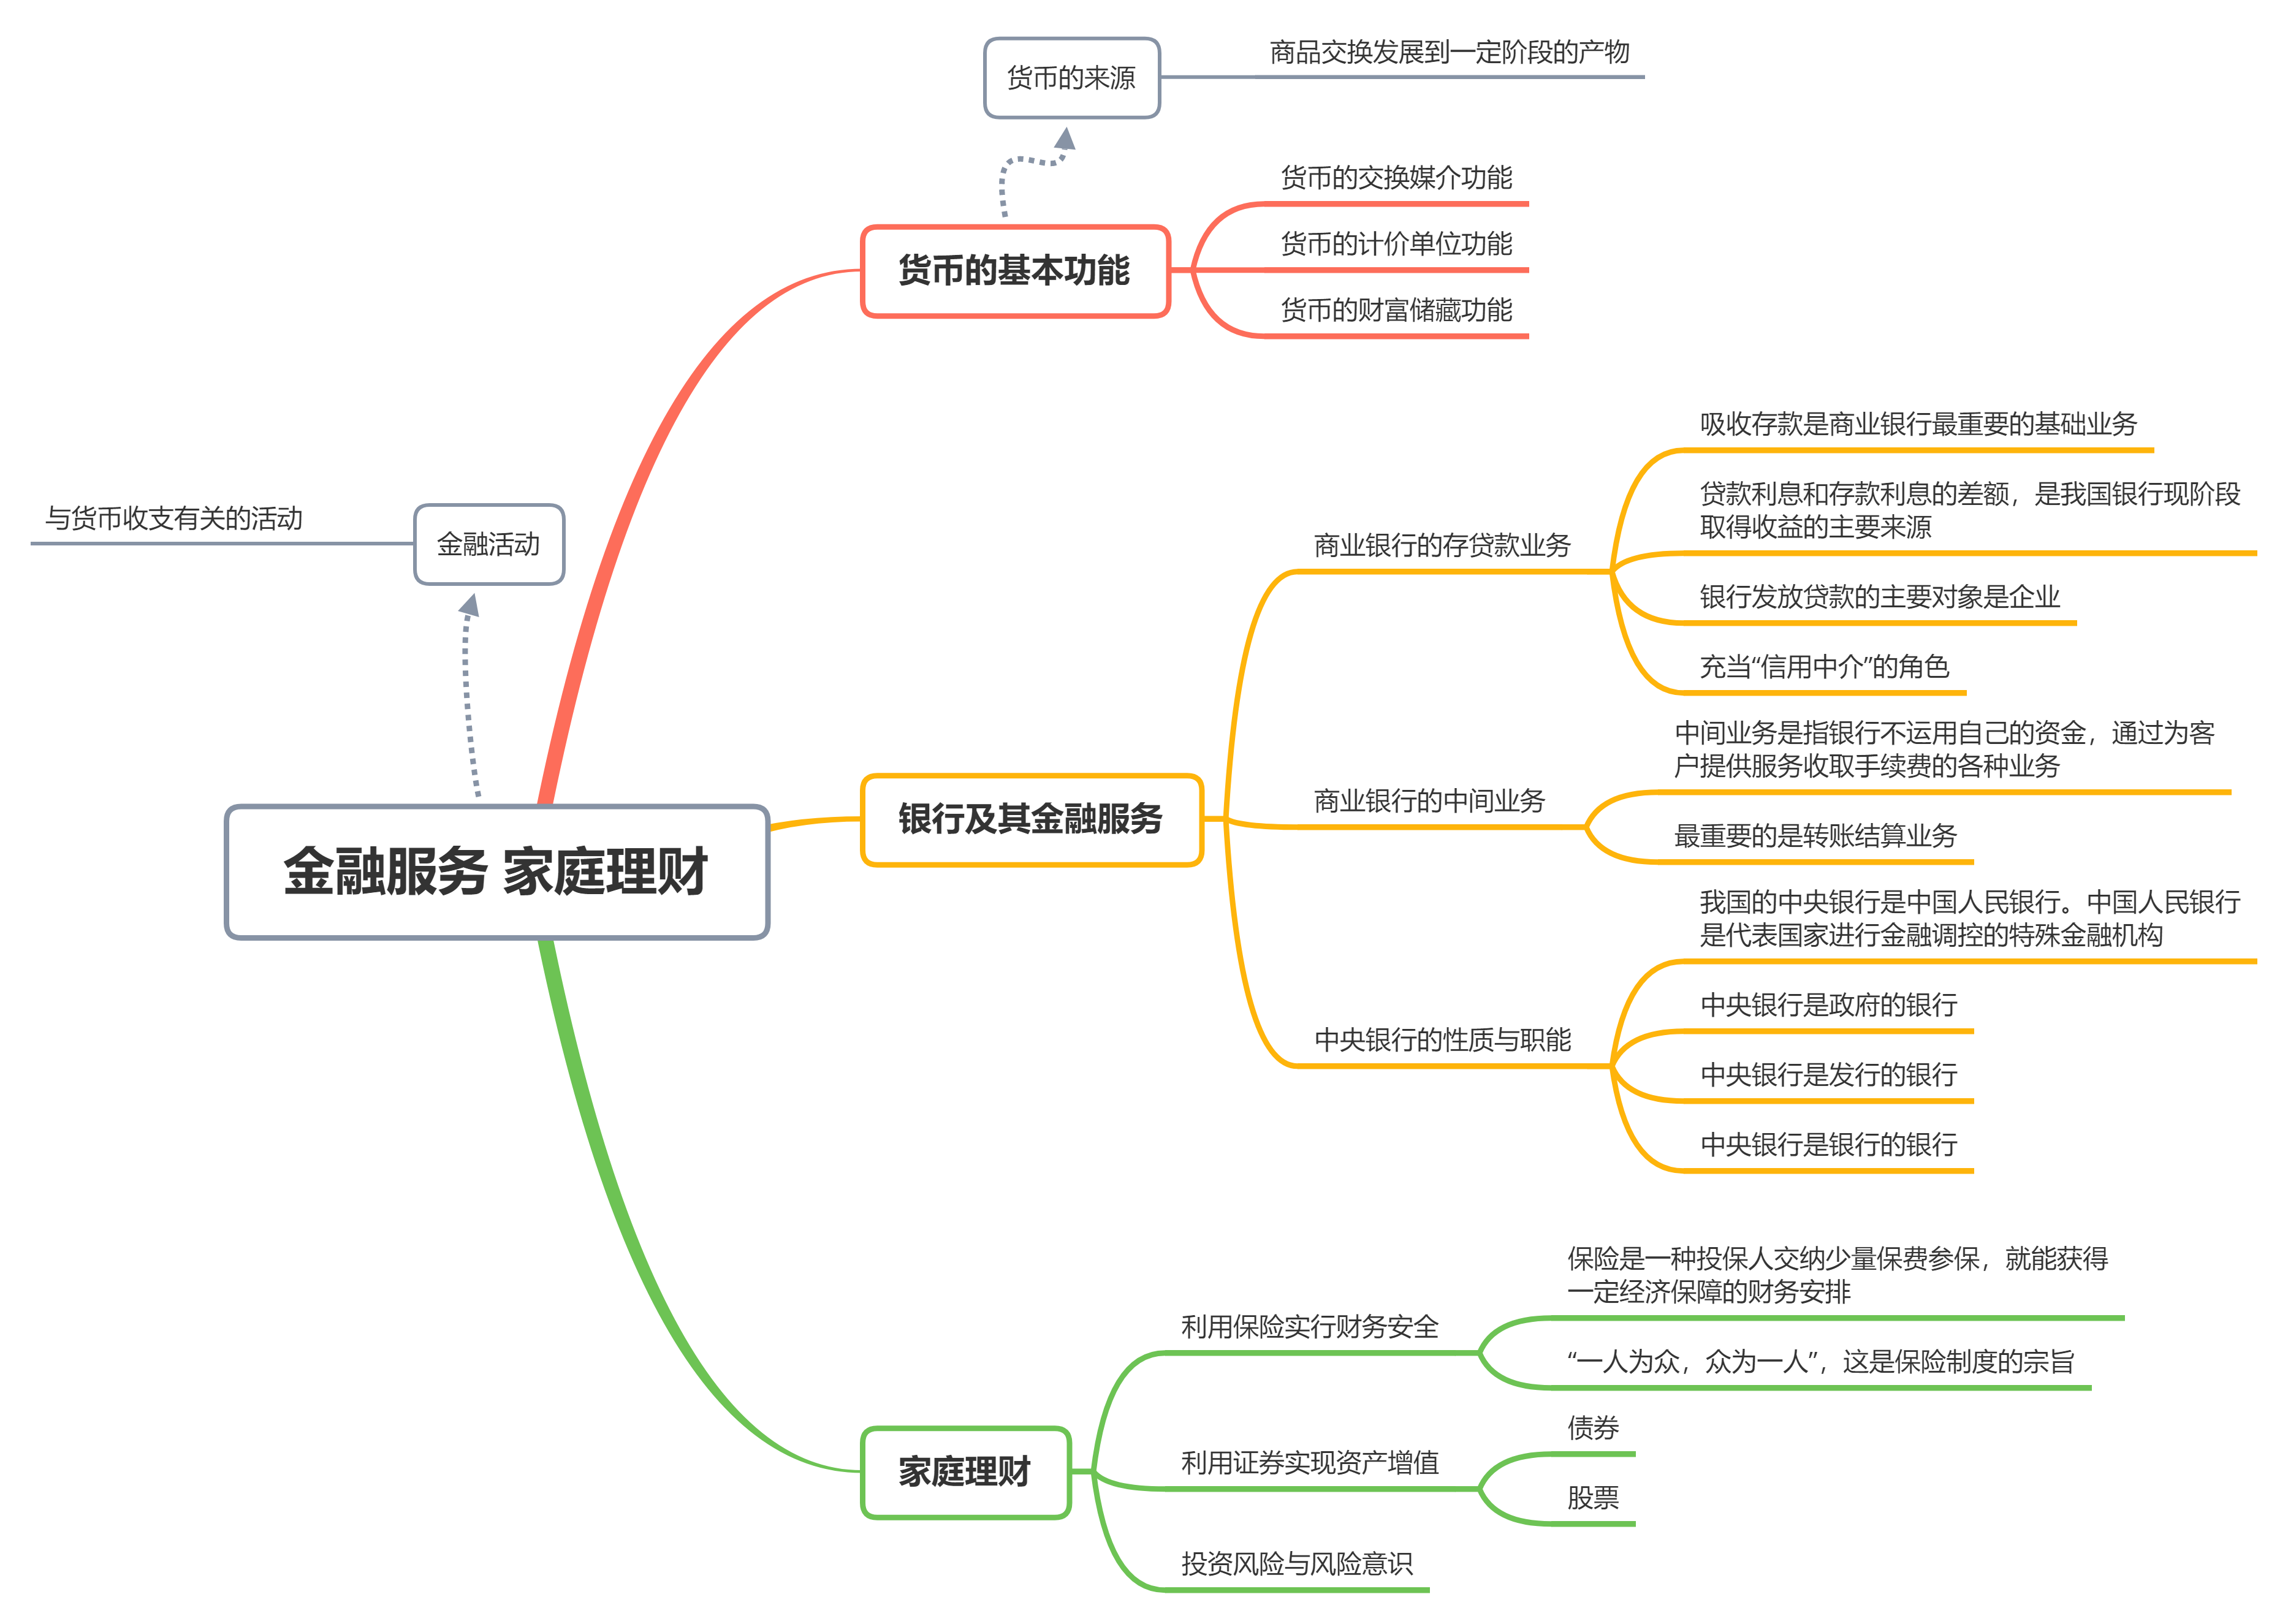 货币的来源
商品交换发展到一定阶段的产物
货币的基本功能
货币的交换媒介功能
货币的计价单位功能
货币的财富储藏功能
与货币收支有关的活动
金融活动
金融服务 家庭理财
银行及其金融服务
商业银行的存贷款业务
吸收存款是商业银行最重要的基础业务
贷款利息和存款利息的差额，是我国银行现阶段
取得收益的主要来源
银行发放贷款的主要对象是企业
充当“信用中介”的角色
商业银行的中间业务
中间业务是指银行不运用自己的资金，通过为客
户提供服务收取手续费的各种业务
最重要的是转账结算业务
中央银行的性质与职能
我国的中央银行是中国人民银行。中国人民银行
是代表国家进行金融调控的特殊金融机构
中央银行是政府的银行
中央银行是发行的银行
中央银行是银行的银行
家庭理财
利用保险实行财务安全
保险是一种投保人交纳少量保费参保，就能获得
一定经济保障的财务安排
“一人为众，众为一人”，这是保险制度的宗旨
利用证券实现资产增值
债券
股票
投资风险与风险意识